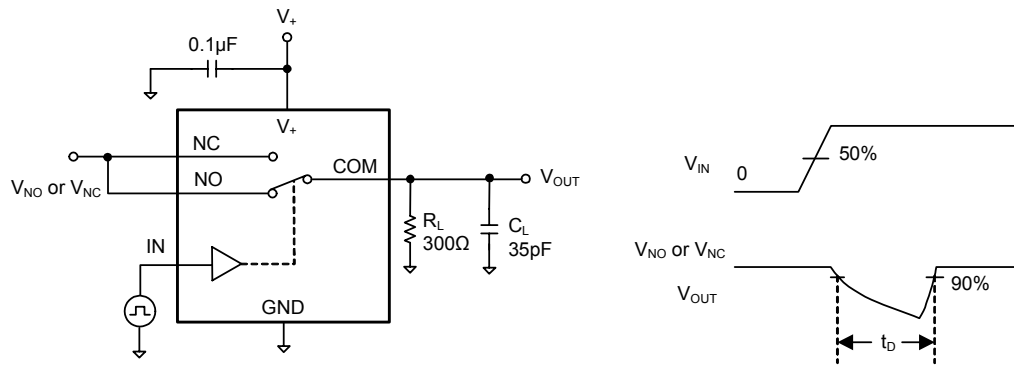 V+
0.1μF
V+
NC
COM
NO
VNO or VNC
VOUT
RL
300Ω
CL
35pF
IN
GND
VIN
0
50%
VNO or VNC
VOUT
90%
tD